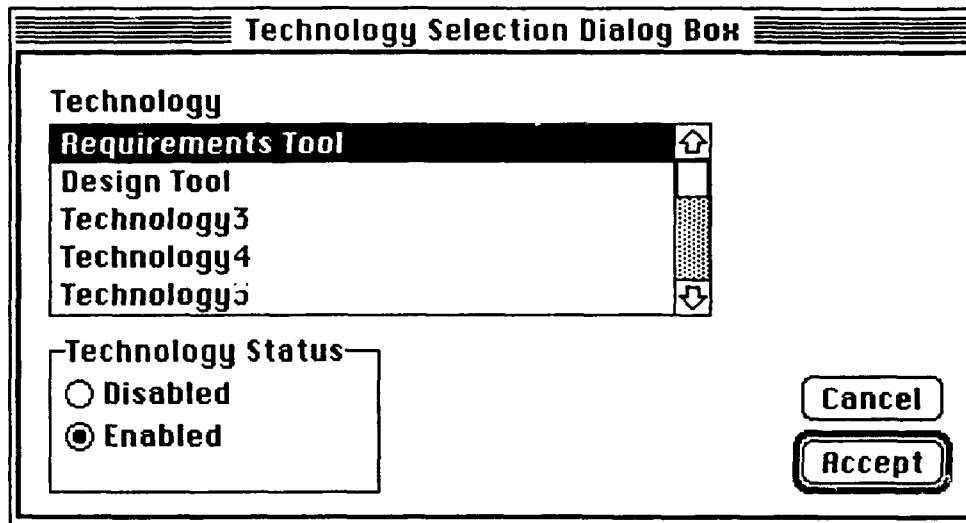 Technology Selection Dialog Box
Technology
Requirements Tool
Design Tool
Technology3
Technology4
Technology5
Technology Status
Disabled
Enabled
Cancel
Accept